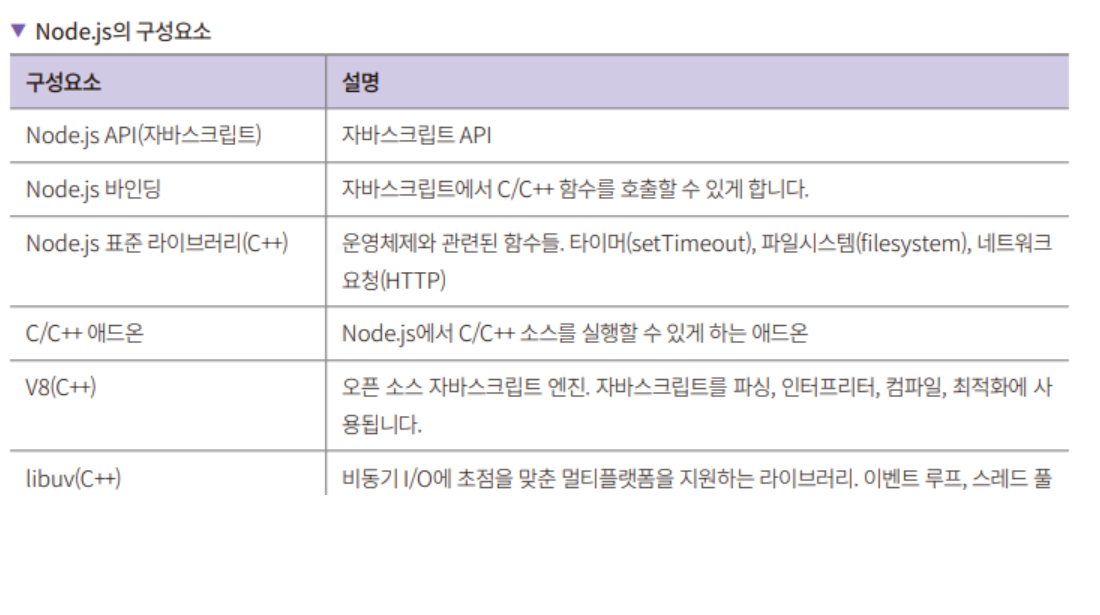 ▼ Node.js의 구성요소
구성요소 설명
Node.js API(자바스크립트) 자바스크립트 API
Node.js 바인딩 자바스크립트에서 C/C++ 함수를 호출할 수 있게 합니다.
Node.js 표준 라이브러리(C++) 운영체제와 관련된 함수들. 타이머(setTimeout), 파일시스템(filesystem), 네트워크
요청(HTTP)
C/C++ 애드온 Node.js에서 C/C++ 소스를 실행할 수 있게 하는 애드온
V8(C++) 오픈 소스 자바스크립트 엔진. 자바스크립트를 파싱, 인터프리터, 컴파일, 최적화에 사
용됩니다.
libuv(C++) 비동기 I/O에 초점을 맞춘 멀티플랫폼을 지원하는 라이브러리. 이벤트 루프, 스레드 풀